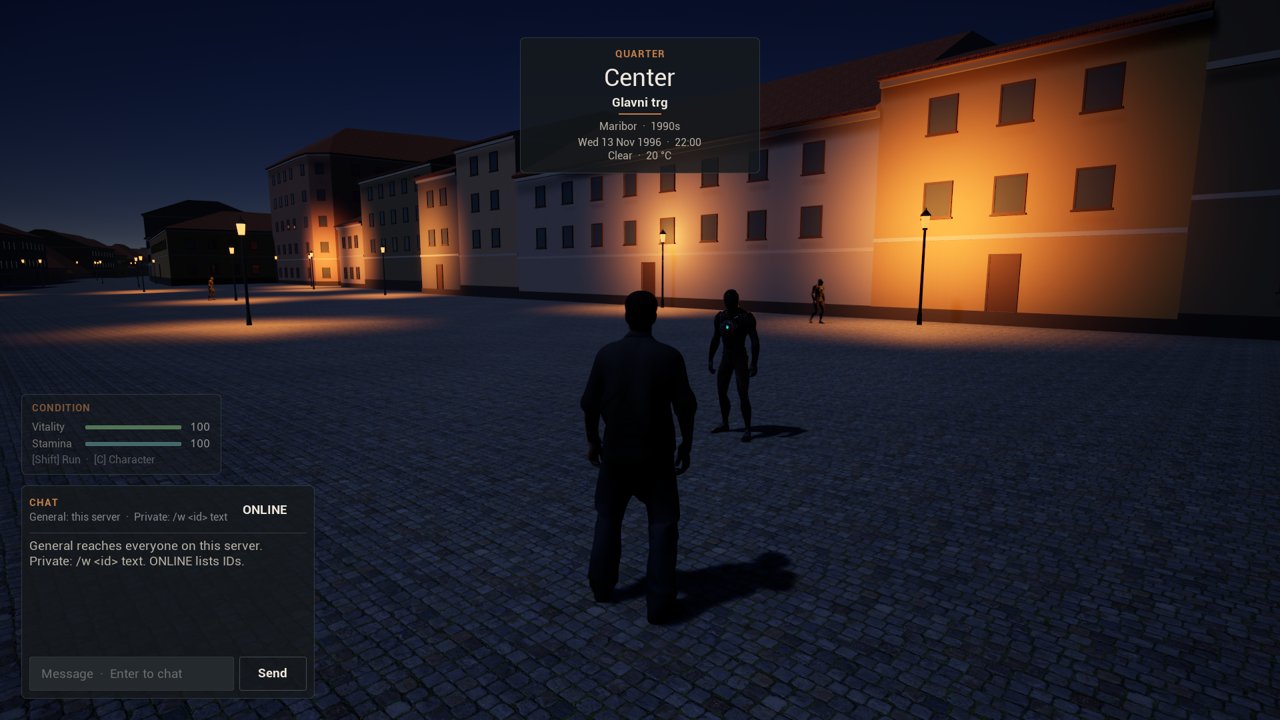 QUARTER
Center
Glavni trg
Maribor · 1990s
Wed 13 Nov 1996 · 22:00
Clear · 20 °C
CONDITION
Vitality 100
Stamina 100
[Shift] Run · [C] Character
CHAT
General: this server · Private: /w <id> text
ONLINE
General reaches everyone on this server.
Private: /w <id> text. ONLINE lists IDs.
Message · Enter to chat
Send